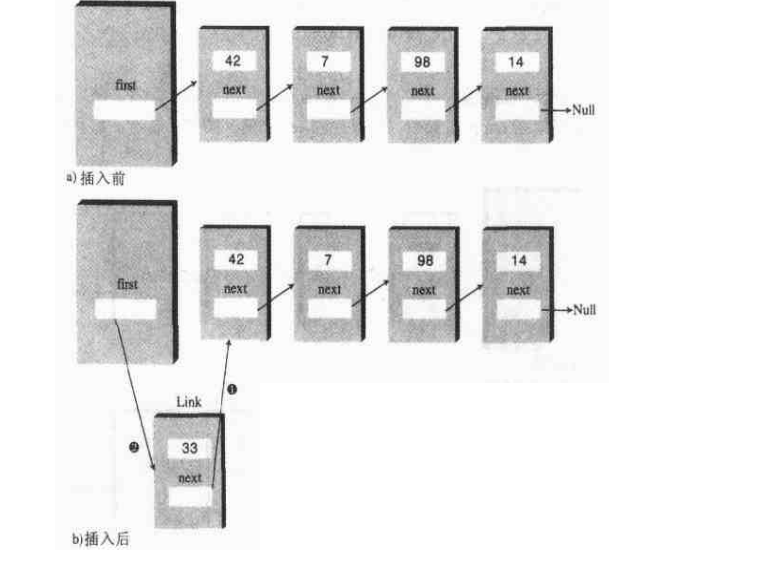 42 7 98 14
first next next next next
Null
a) 插入前
42 7 98 14
first next next next next
Null
❶
Link
❷ 33
next
b)插入后